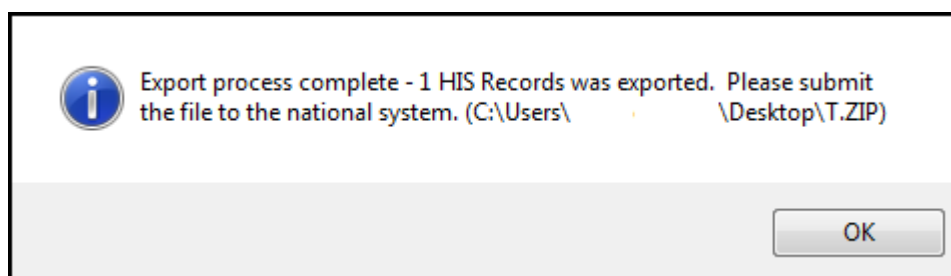 Export process complete - 1 HIS Records was exported.  Please submit
the file to the national system. (C:\Users\               \Desktop\T.ZIP)
OK